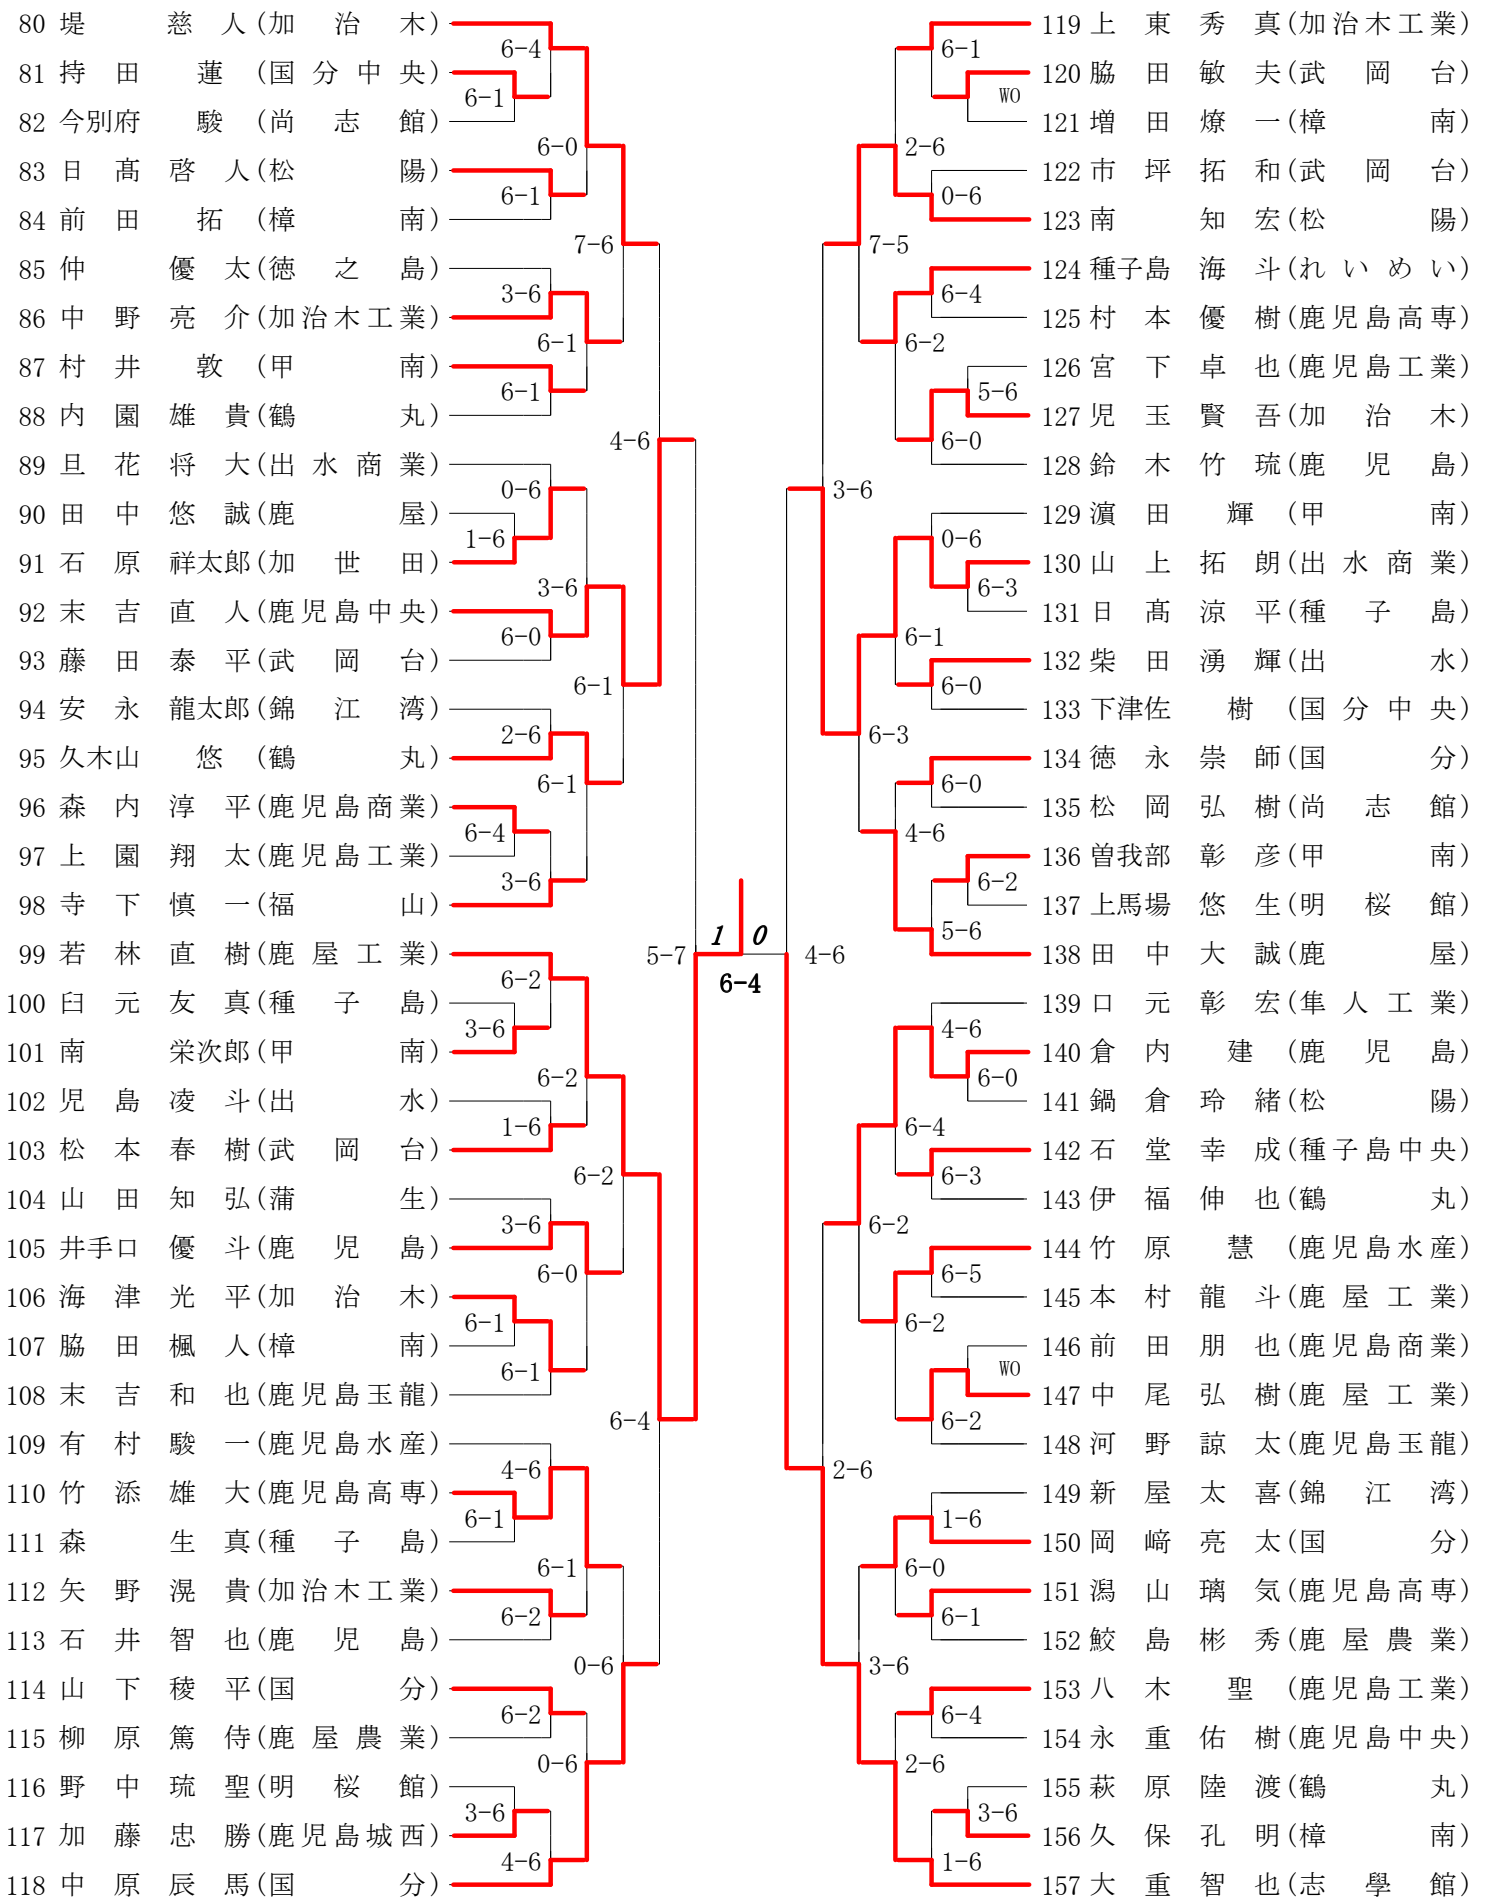 80 堤 慈人(加治木)
6-4
81 持田 蓮(国分中央)
6-1
82 今別府 駿(尚志館)
6-0
83 日髙啓人(松陽)
6-1
84 前田 拓(樟南)
7-6
85 仲 優太(徳之島)
3-6
86 中野亮介(加治木工業)
6-1
87 村井 敦(甲南)
6-1
88 内園雄貴(鶴丸)
4-6
89 旦花将大(出水商業)
0-6
90 田中悠誠(鹿屋)
1-6
91 石原祥太郎(加世田)
3-6
92 末吉直人(鹿児島中央)
6-0
93 藤田泰平(武岡台)
6-1
94 安永龍太郎(錦江湾)
2-6
95 久木山 悠(鶴丸)
6-1
96 森内淳平(鹿児島商業)
6-4
97 上園翔太(鹿児島工業)
3-6
98 寺下慎一(福山)
5-7
99 若林直樹(鹿屋工業)
6-2
100 臼元友真(種子島)
3-6
101 南 栄次郎(甲南)
6-2
102 児島凌斗(出水)
1-6
103 松本春樹(武岡台)
6-2
104 山田知弘(蒲生)
3-6
105 井手口優斗(鹿児島)
6-0
106 海津光平(加治木)
6-1
107 脇田楓人(樟南)
6-1
108 末吉和也(鹿児島玉龍)
6-4
109 有村駿一(鹿児島水産)
4-6
110 竹添雄大(鹿児島高専)
6-1
111 森 生真(種子島)
6-1
112 矢野滉貴(加治木工業)
6-2
113 石井智也(鹿児島)
0-6
114 山下稜平(国分)
6-2
115 柳原篤侍(鹿屋農業)
0-6
116 野中琉聖(明桜館)
3-6
117 加藤忠勝(鹿児島城西)
4-6
118 中原辰馬(国分)
1 0
6-4
119 上東秀真(加治木工業)
6-1
120 脇田敏夫(武岡台)
WO
121 増田燎一(樟南)
2-6
122 市坪拓和(武岡台)
0-6
123 南 知宏(松陽)
7-5
124 種子島海斗(れいめい)
6-4
125 村本優樹(鹿児島高専)
6-2
126 宮下卓也(鹿児島工業)
5-6
127 児玉賢吾(加治木)
6-0
128 鈴木竹琉(鹿児島)
3-6
129 濵田 輝(甲南)
0-6
130 山上拓朗(出水商業)
6-3
131 日髙涼平(種子島)
6-1
132 柴田湧輝(出水)
6-0
133 下津佐 樹(国分中央)
6-3
134 徳永崇師(国分)
6-0
135 松岡弘樹(尚志館)
4-6
136 曽我部彰彦(甲南)
6-2
137 上馬場悠生(明桜館)
5-6
138 田中大誠(鹿屋)
4-6
139 口元彰宏(隼人工業)
4-6
140 倉内 建(鹿児島)
6-0
141 鍋倉玲緒(松陽)
6-4
142 石堂幸成(種子島中央)
6-3
143 伊福伸也(鶴丸)
6-2
144 竹原 慧(鹿児島水産)
6-5
145 本村龍斗(鹿屋工業)
6-2
146 前田朋也(鹿児島商業)
WO
147 中尾弘樹(鹿屋工業)
6-2
148 河野諒太(鹿児島玉龍)
2-6
149 新屋太喜(錦江湾)
1-6
150 岡﨑亮太(国分)
6-0
151 潟山璃気(鹿児島高専)
6-1
152 鮫島彬秀(鹿屋農業)
3-6
153 八木 聖(鹿児島工業)
6-4
154 永重佑樹(鹿児島中央)
2-6
155 萩原陸渡(鶴丸)
3-6
156 久保孔明(樟南)
1-6
157 大重智也(志學館)